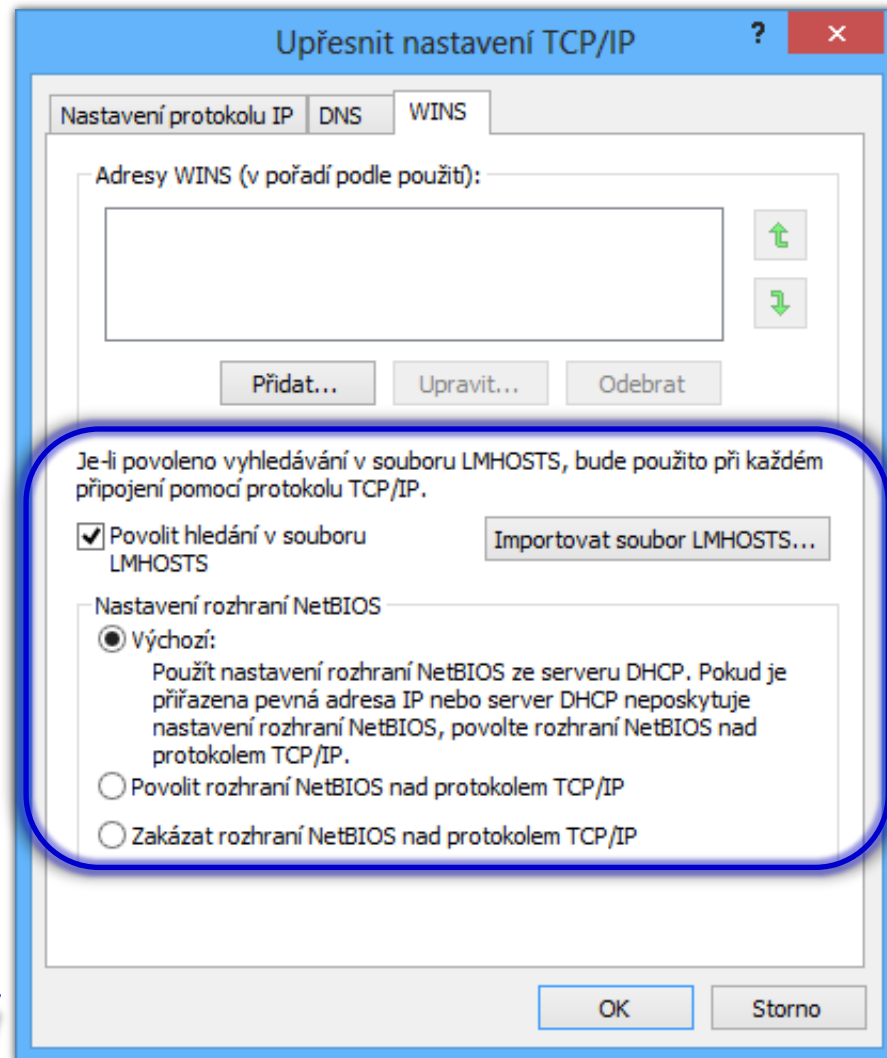 Upřesnit nastavení TCP/IP
?
Nastavení protokolu IP
DNS
WINS
Adresy WINS (v pořadí podle použití):
Přidat...
Upravit...
Odebrat
Je-li povoleno vyhledávání v souboru LMHOSTS, bude použito při každém
připojení pomocí protokolu TCP/IP.
Povolit hledání v souboru
LMHOSTS
Importovat soubor LMHOSTS...
Nastavení rozhraní NetBIOS
Výchozí:
Použít nastavení rozhraní NetBIOS ze serveru DHCP. Pokud je
přiřazena pevná adresa IP nebo server DHCP neposkytuje
nastavení rozhraní NetBIOS, povolte rozhraní NetBIOS nad
protokolem TCP/IP.
Povolit rozhraní NetBIOS nad protokolem TCP/IP
Zakázat rozhraní NetBIOS nad protokolem TCP/IP
OK
Storno